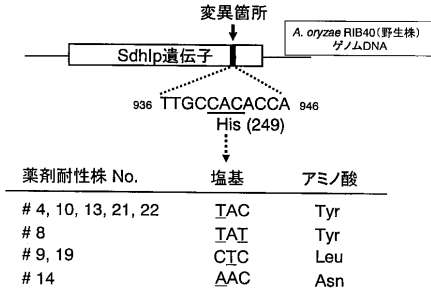 変異箇所
A. oryzae RIB40(野生株)
ゲノムDNA
SdhIp遺伝子
936 TTGCCACACCA 946
His (249)
薬剤耐性株 No. 塩基 アミノ酸
# 4, 10, 13, 21, 22 TAC Tyr
# 8 TAT Tyr
# 9, 19 CTC Leu
# 14 AAC Asn